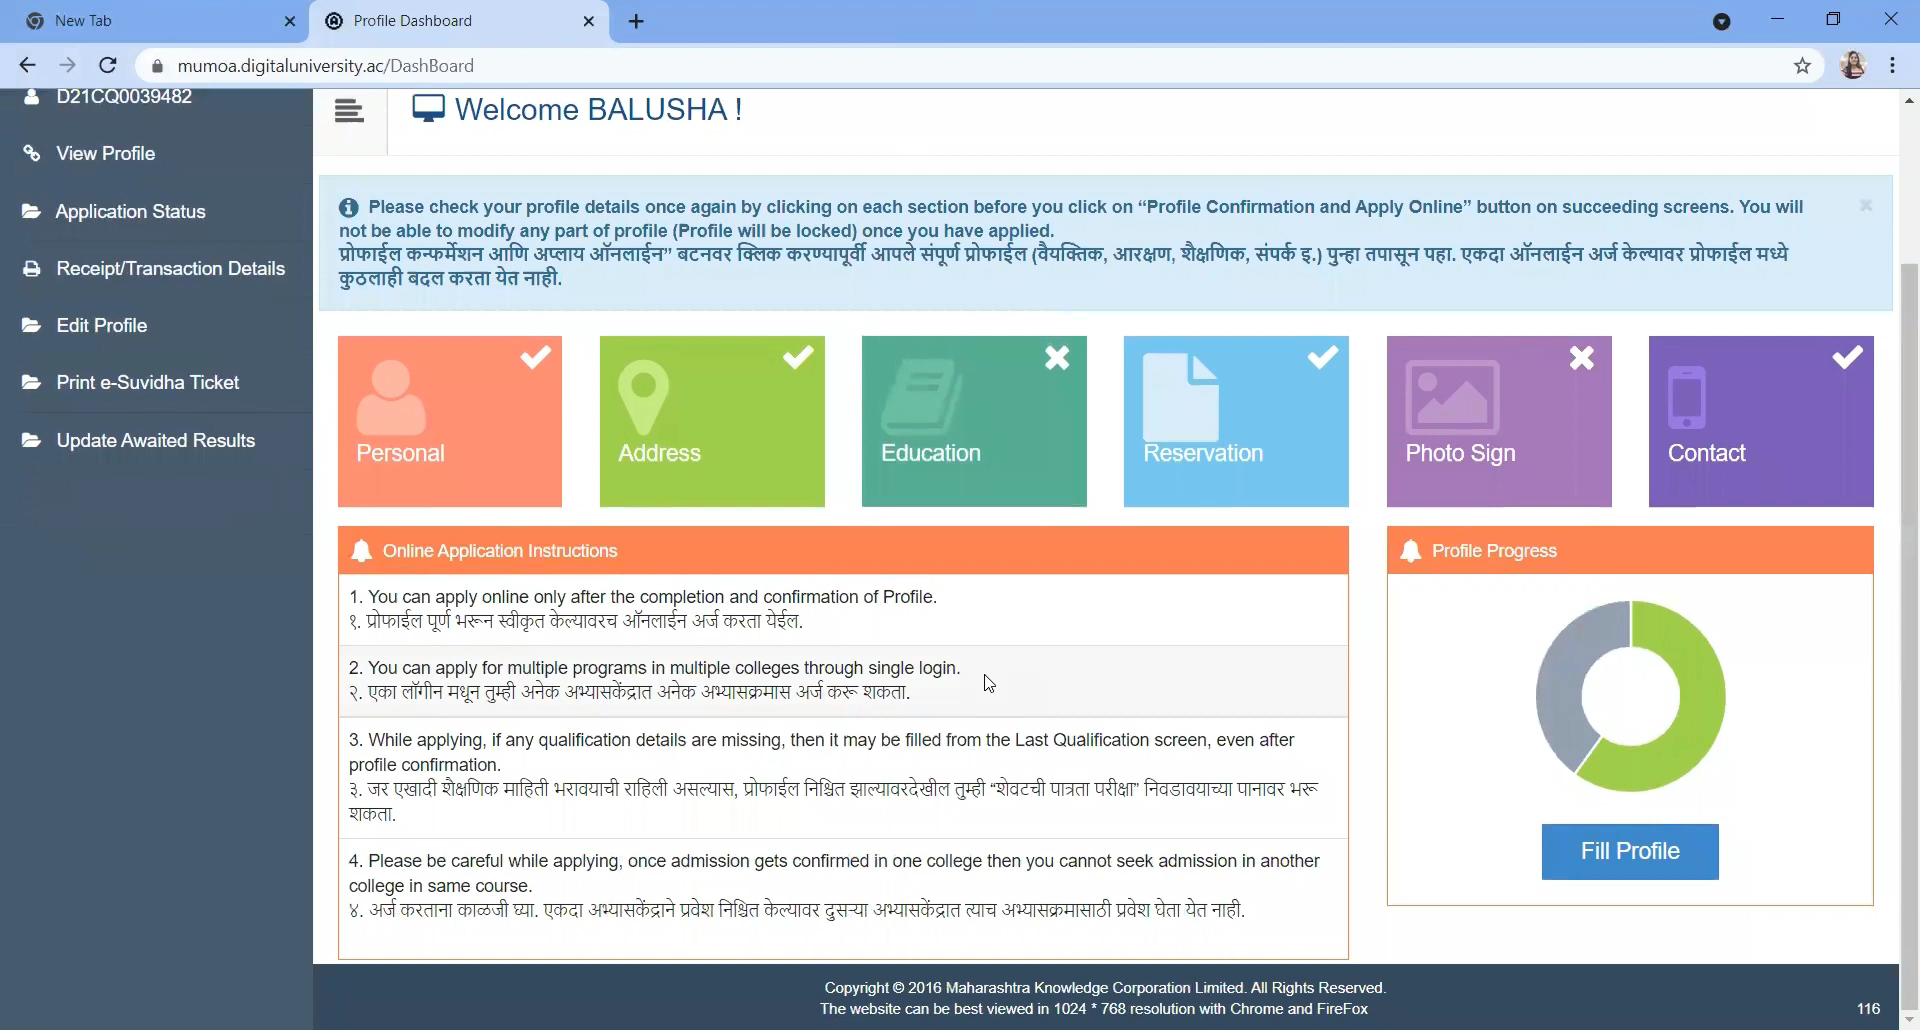 New Tab
Profile Dashboard
mumoa.digitaluniversity.ac/DashBoard
D21CQ0039482
View Profile
Application Status
Receipt/Transaction Details
Edit Profile
Print e-Suvidha Ticket
Update Awaited Results
Welcome BALUSHA !
Please check your profile details once again by clicking on each section before you click on “Profile Confirmation and Apply Online” button on succeeding screens. You will
not be able to modify any part of profile (Profile will be locked) once you have applied.
प्रोफाईल कन्फर्मेशन आणि अप्लाय ऑनलाईन” बटनवर क्लिक करण्यापूर्वी आपले संपूर्ण प्रोफाईल (वैयक्तिक, आरक्षण, शैक्षणिक, संपर्क इ.) पुन्हा तपासून पहा. एकदा ऑनलाईन अर्ज केल्यावर प्रोफाईल मध्ये
कुठलाही बदल करता येत नाही.
Personal
Address
Education
Reservation
Photo Sign
Contact
Online Application Instructions
1. You can apply online only after the completion and confirmation of Profile.
१. प्रोफाईल पूर्ण भरून स्वीकृत केल्यावरच ऑनलाईन अर्ज करता येईल.
2. You can apply for multiple programs in multiple colleges through single login.
२. एका लॉगीन मधून तुम्ही अनेक अभ्यासकेंद्रात अनेक अभ्यासक्रमास अर्ज करू शकता.
3. While applying, if any qualification details are missing, then it may be filled from the Last Qualification screen, even after
profile confirmation.
३. जर एखादी शैक्षणिक माहिती भरावयाची राहिली असल्यास, प्रोफाईल निश्चित झाल्यावरदेखील तुम्ही “शेवटची पात्रता परीक्षा” निवडावयाच्या पानावर भरू
शकता.
4. Please be careful while applying, once admission gets confirmed in one college then you cannot seek admission in another
college in same course.
४. अर्ज करताना काळजी घ्या. एकदा अभ्यासकेंद्राने प्रवेश निश्चित केल्यावर दुसऱ्या अभ्यासकेंद्रात त्याच अभ्यासक्रमासाठी प्रवेश घेता येत नाही.
Profile Progress
Fill Profile
Copyright © 2016 Maharashtra Knowledge Corporation Limited. All Rights Reserved.
The website can be best viewed in 1024 * 768 resolution with Chrome and FireFox
116